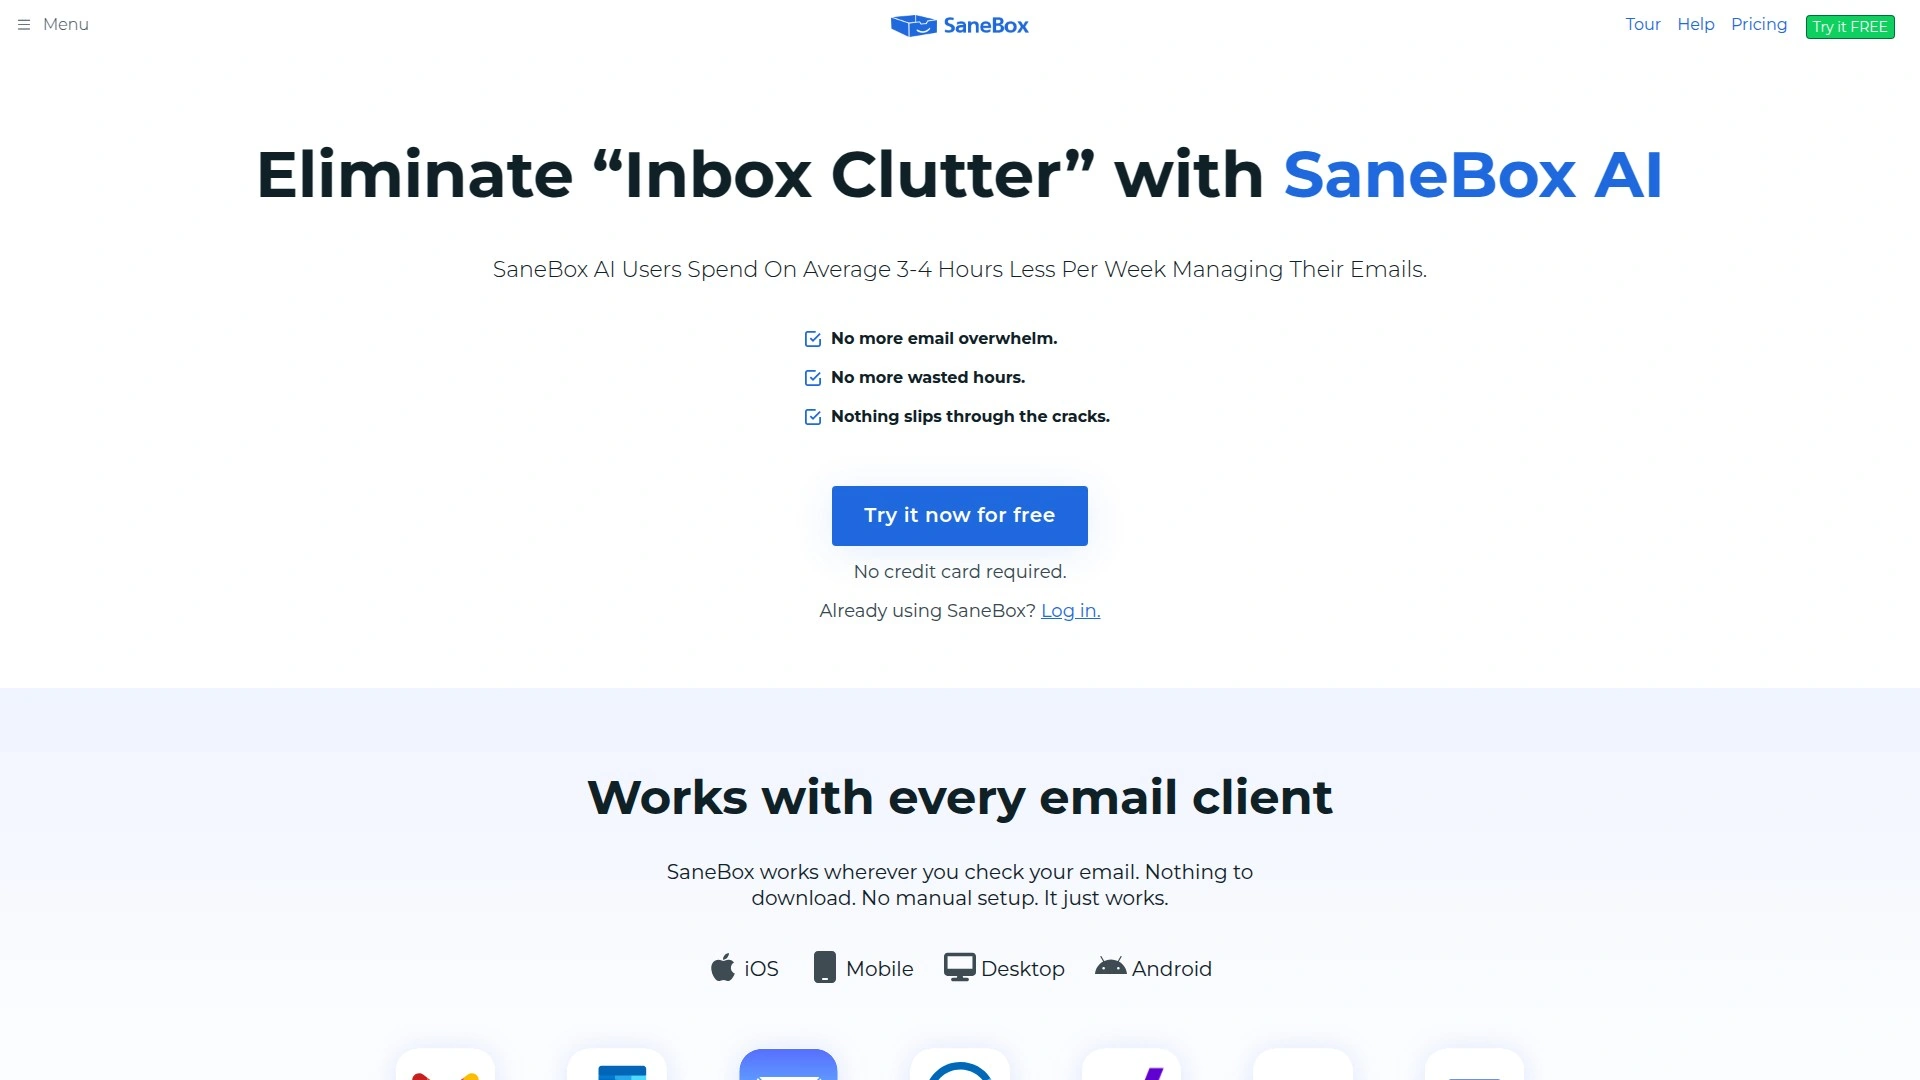 Menu
SaneBox
Tour Help Pricing Try it FREE
Eliminate “Inbox Clutter” with SaneBox AI
SaneBox AI Users Spend On Average 3-4 Hours Less Per Week Managing Their Emails.
No more email overwhelm.
No more wasted hours.
Nothing slips through the cracks.
Try it now for free
No credit card required.
Already using SaneBox? Log in.
Works with every email client
SaneBox works wherever you check your email. Nothing to
download. No manual setup. It just works.
iOS Mobile Desktop Android